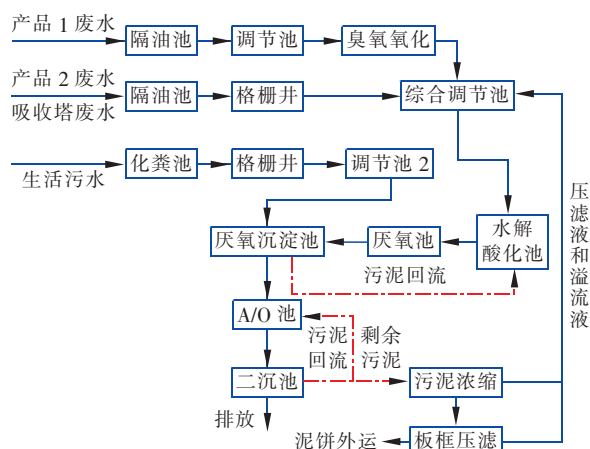 产品1废水
隔油池
调节池
臭氧氧化
产品2废水
吸收塔废水
隔油池
格栅井
综合调节池
生活污水
化粪池
格栅井
调节池2
厌氧沉淀池
厌氧池
水解
酸化池
污泥回流
压滤液和溢流液
A/O池
污泥
回流
剩余
污泥
二沉池
污泥浓缩
排放
泥饼外运
板框压滤